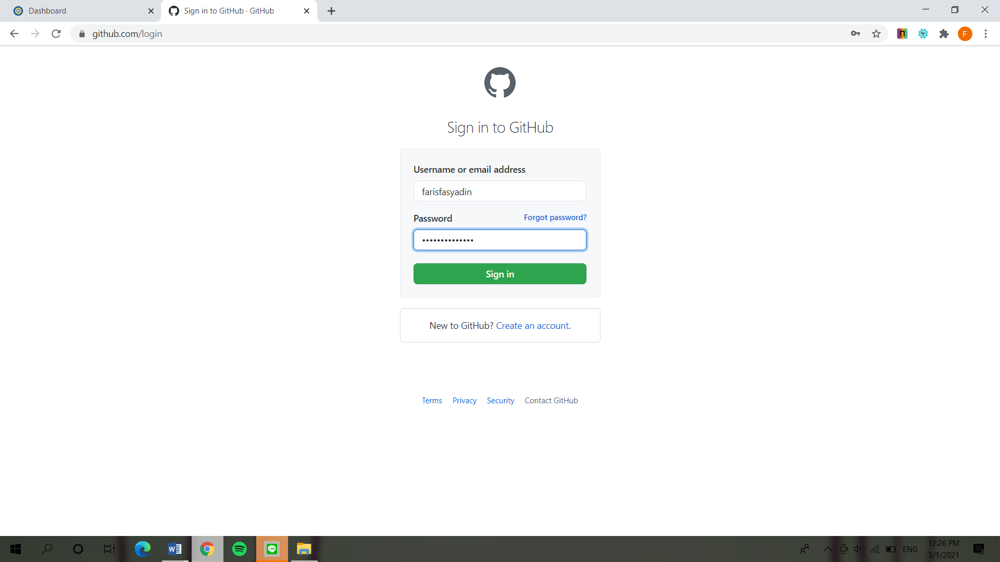 Dashboard
Sign in to GitHub · GitHub
github.com/login
F
Sign in to GitHub
Username or email address
farisfasyadin
Password
Forgot password?
••••••••••••••
Sign in
New to GitHub? Create an account.
Terms Privacy Security Contact GitHub
W
LINE
ENG
12:26 PM
3/1/2021